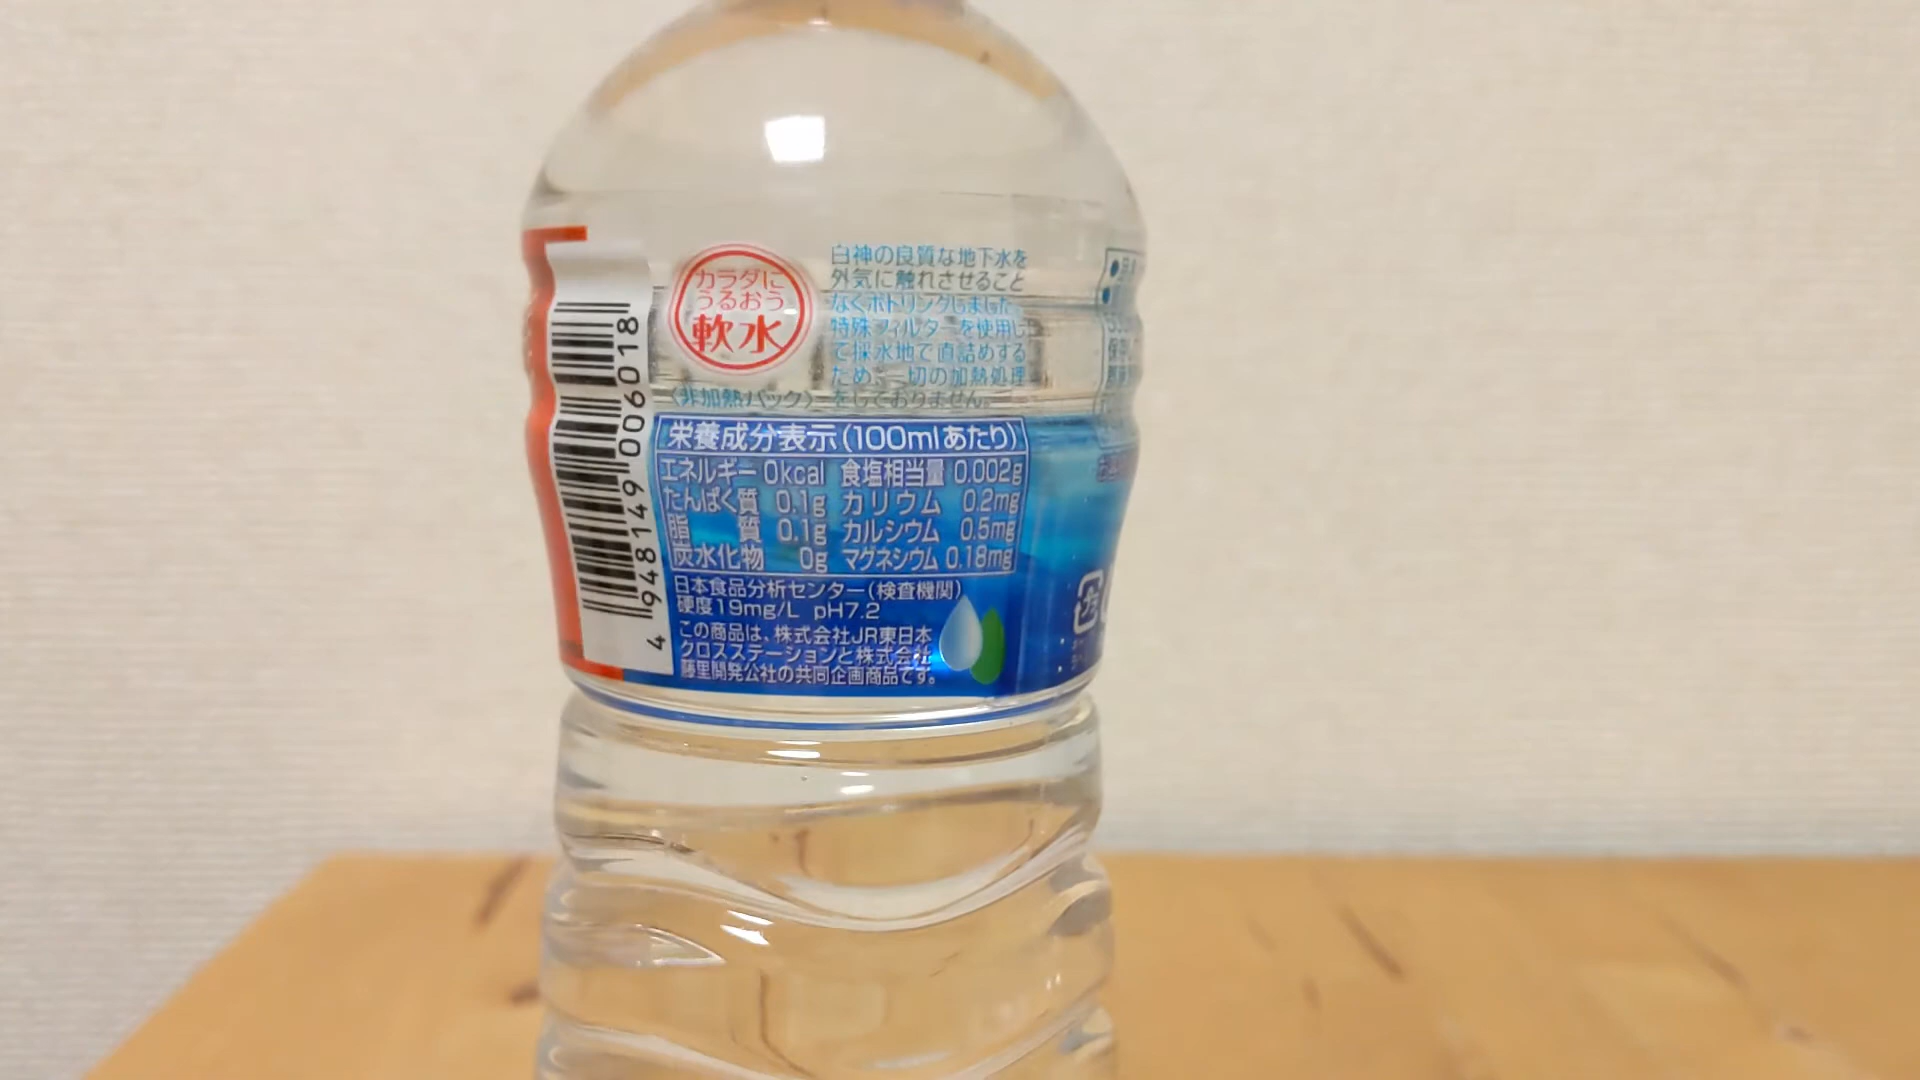 カラダに
うるおう
軟水
白神の良質な地下水を
外気に触れさせること
なくボトリングしました。
特殊フィルターを使用し
て採水地で直詰めする
ため、一切の加熱処理
〈非加熱パック〉 をしておりません。
栄養成分表示(100mlあたり)
エネルギー 0kcal 食塩相当量 0.002g
たんぱく質 0.1g カリウム 0.2mg
脂質 0.1g カルシウム 0.5mg
炭水化物 0g マグネシウム 0.18mg
日本食品分析センター(検査機関)
硬度19mg/L pH7.2
この商品は、株式会社JR東日本
クロスステーションと株式会社
藤里開発公社の共同企画商品です。
4 948149 006018
プラ